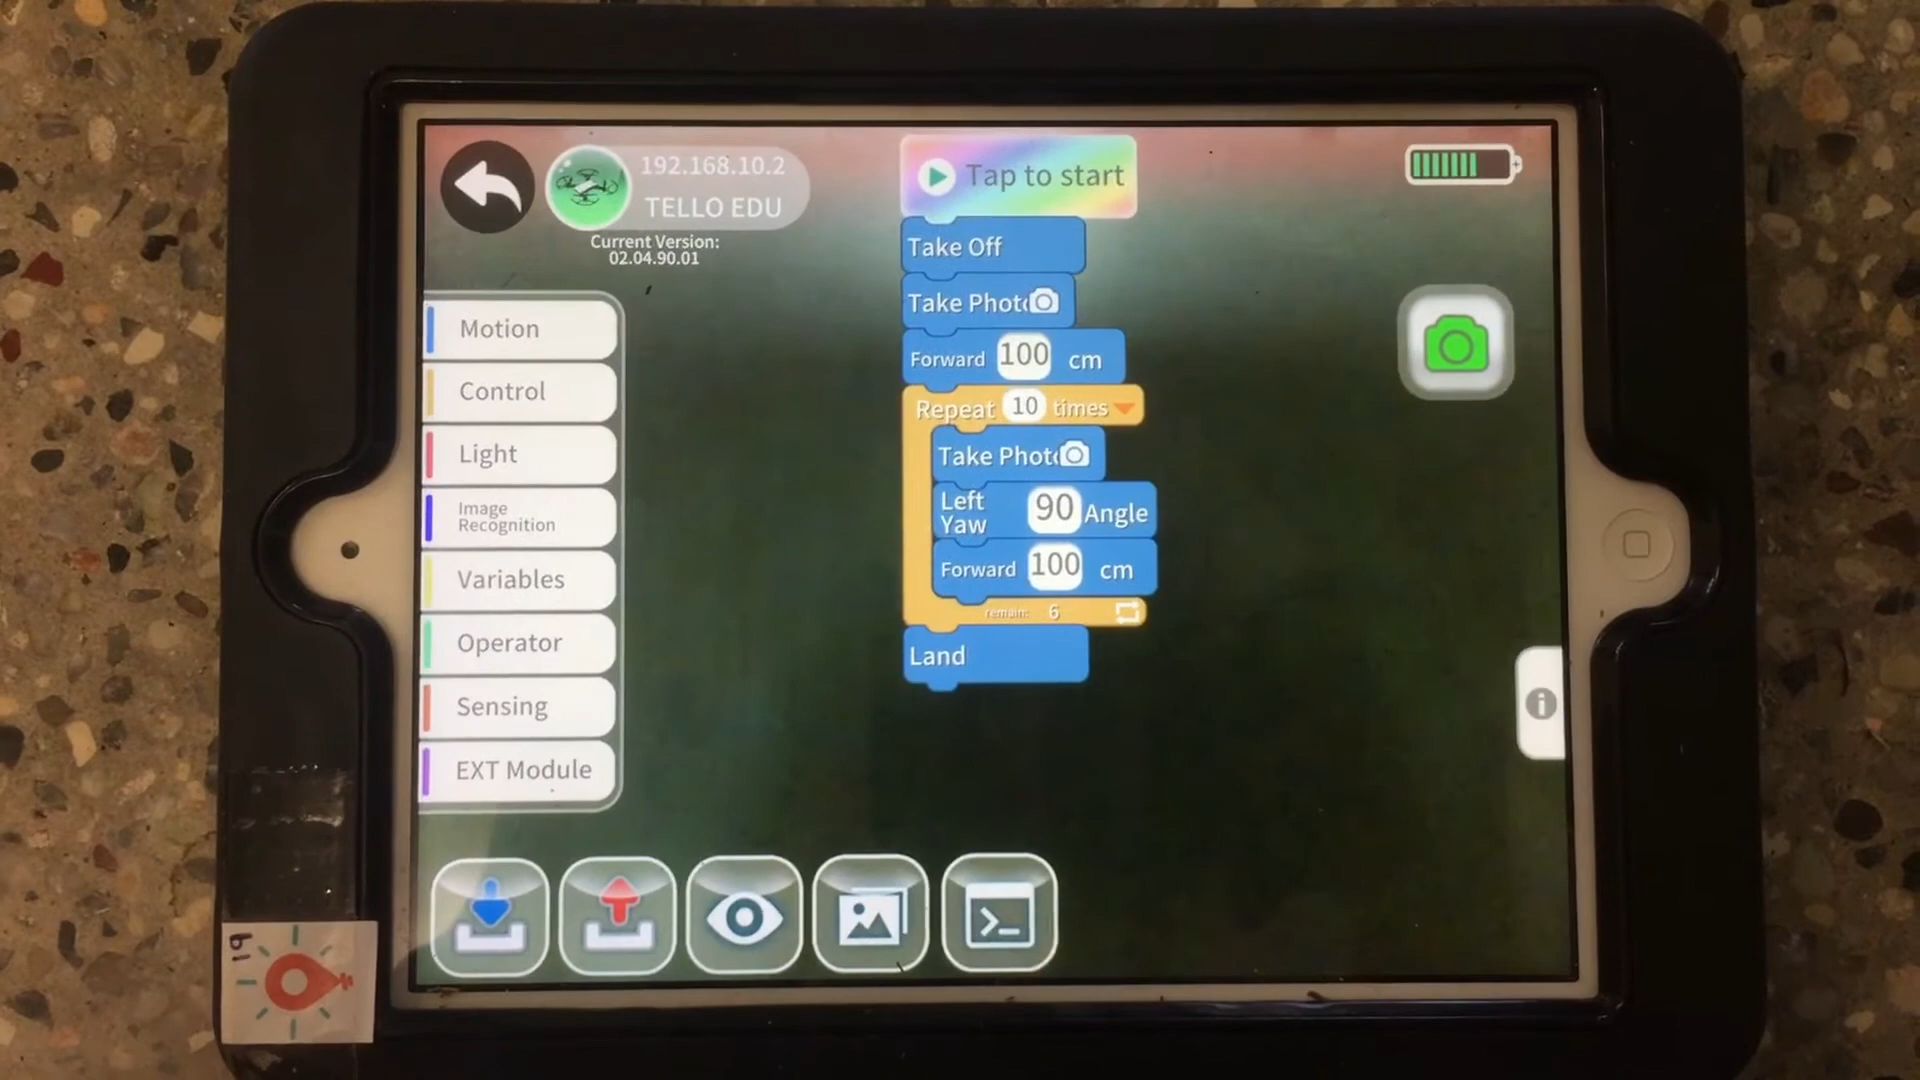 192.168.10.2
TELLO EDU
Current Version:
02.04.90.01
Motion
Control
Light
Image
Recognition
Variables
Operator
Sensing
EXT Module
Tap to start
Take Off
Take Phot
Forward 100 cm
Repeat 10 times
Take Phot
Left
Yaw 90 Angle
Forward 100 cm
remain: 6
Land